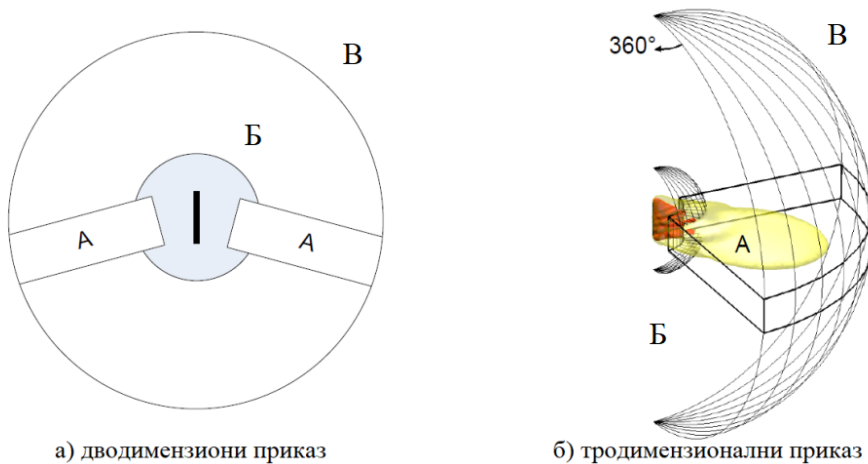 В
Б
А
А
а) дводимензиони приказ
360°
В
А
Б
б) тродимензионални приказ